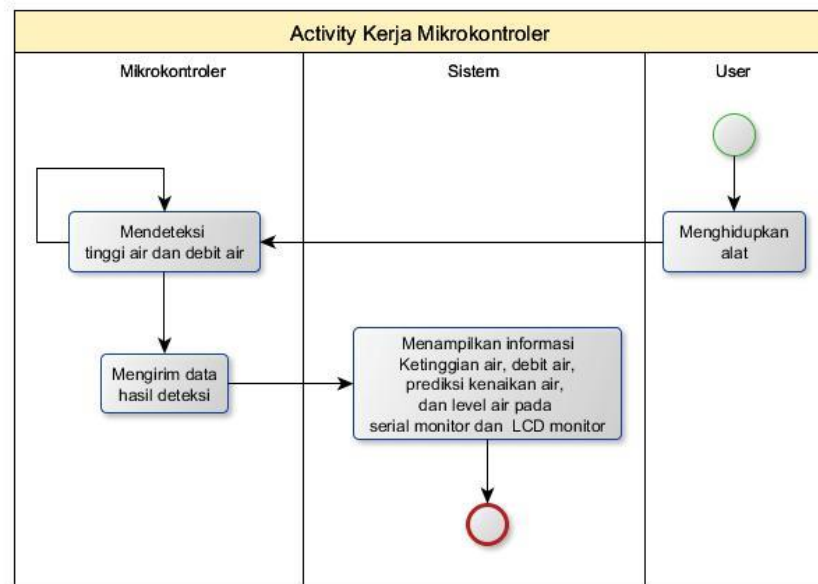 Activity Kerja Mikrokontroler
Mikrokontroler
Sistem
User
Menghidupkan
alat
Mendeteksi
tinggi air dan debit air
Mengirim data
hasil deteksi
Menampilkan informasi
Ketinggian air, debit air,
prediksi kenaikan air,
dan level air pada
serial monitor dan LCD monitor